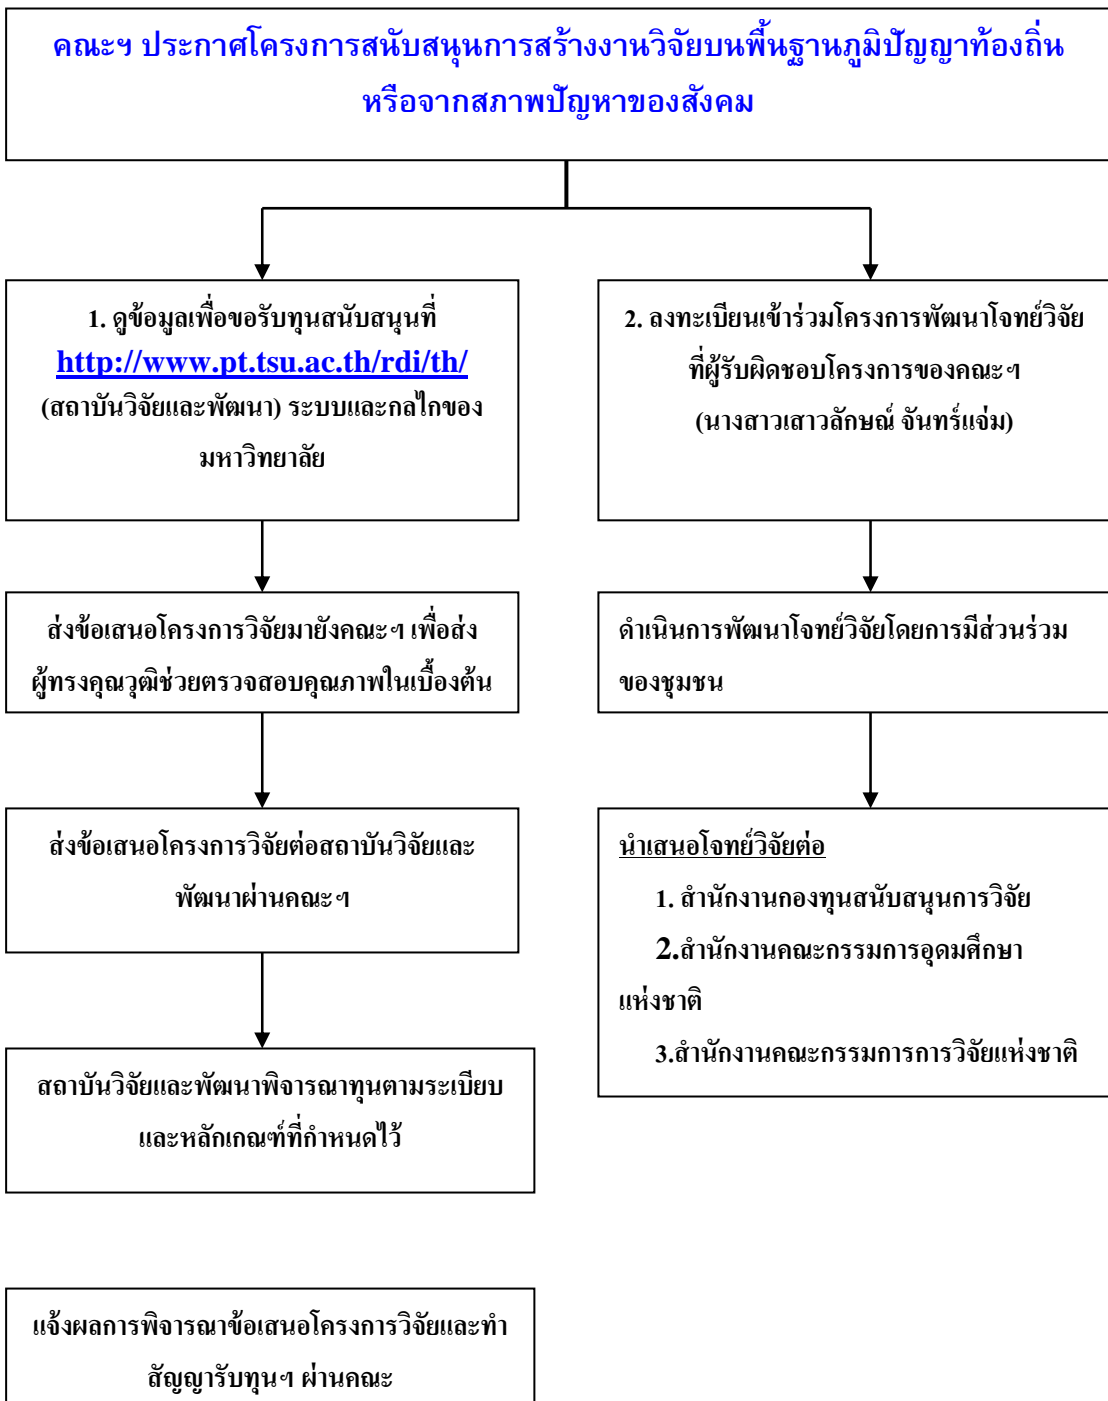 คณะฯ ประกาศโครงการสนับสนุนการสร้างงานวิจัยบนพื้นฐานภูมิปัญญาท้องถิ่น
หรือจากสภาพปัญหาของสังคม
1. ดูข้อมูลเพื่อขอรับทุนสนับสนุนที่
http://www.pt.tsu.ac.th/rdi/th/
(สถาบันวิจัยและพัฒนา) ระบบและกลไกของ
มหาวิทยาลัย
2. ลงทะเบียนเข้าร่วมโครงการพัฒนาโจทย์วิจัย
ที่ผู้รับผิดชอบโครงการของคณะฯ
(นางสาวเสาวลักษณ์ จันทร์แจ่ม)
ส่งข้อเสนอโครงการวิจัยมายังคณะฯ เพื่อส่ง
ผู้ทรงคุณวุฒิช่วยตรวจสอบคุณภาพในเบื้องต้น
ดำเนินการพัฒนาโจทย์วิจัยโดยการมีส่วนร่วม
ของชุมชน
ส่งข้อเสนอโครงการวิจัยต่อสถาบันวิจัยและ
พัฒนาผ่านคณะฯ
นำเสนอโจทย์วิจัยต่อ
1. สำนักงานกองทุนสนับสนุนการวิจัย
2.สำนักงานคณะกรรมการอุดมศึกษา
แห่งชาติ
3.สำนักงานคณะกรรมการการวิจัยแห่งชาติ
สถาบันวิจัยและพัฒนาพิจารณาทุนตามระเบียบ
และหลักเกณฑ์ที่กำหนดไว้
แจ้งผลการพิจารณาข้อเสนอโครงการวิจัยและทำ
สัญญารับทุนฯ ผ่านคณะ